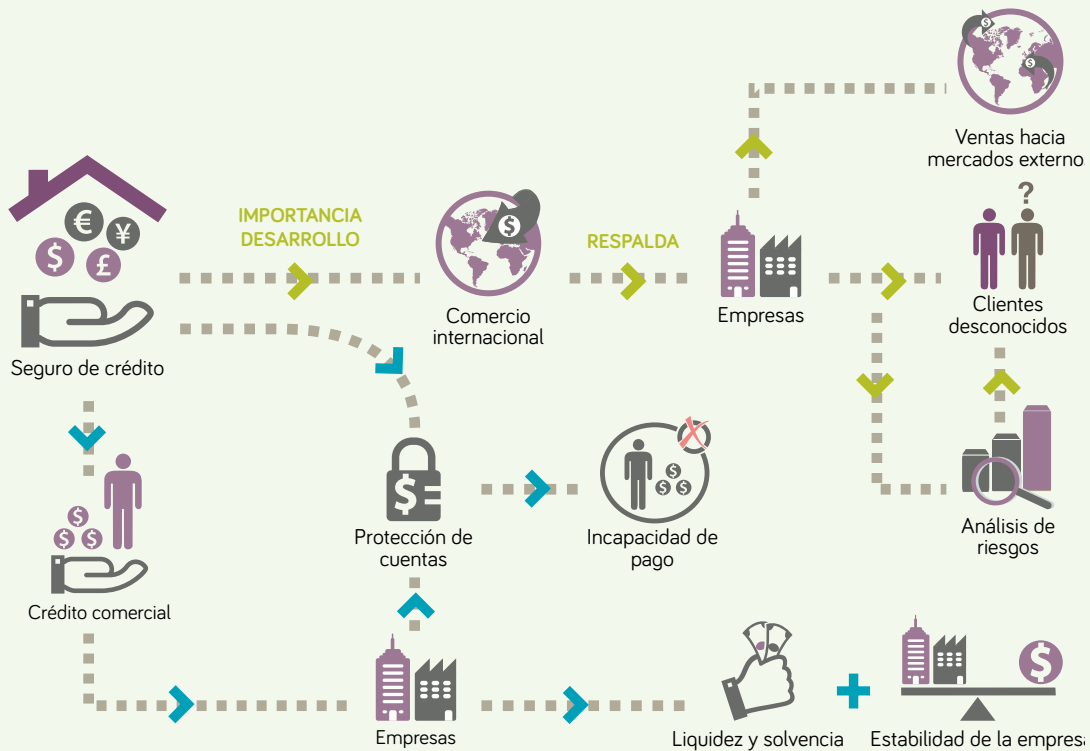 Ventas hacia
mercados externo
IMPORTANCIA
DESARROLLO
RESPALDA
?
€
¥
$
£
$
Comercio
internacional
Empresas
Clientes
desconocidos
Seguro de crédito
$
Protección de
cuentas
Incapacidad de
pago
Análisis de
riesgos
$
$
$
Crédito comercial
Empresas
Liquidez y solvencia
+
$
Estabilidad de la empres